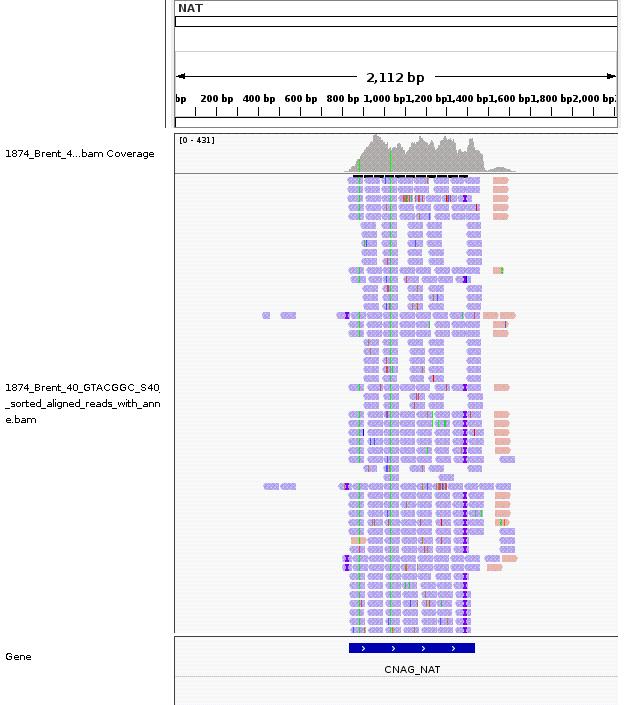 NAT
2,112 bp
bp 200 bp 400 bp 600 bp 800 bp 1,000 bp 1,200 bp 1,400 bp 1,600 bp 1,800 bp 2,000 bp
[0 - 431]
1874_Brent_4...bam Coverage
1874_Brent_40_GTACGGC_S40_
_sorted_aligned_reads_with_ann
e.bam
Gene
CNAG_NAT